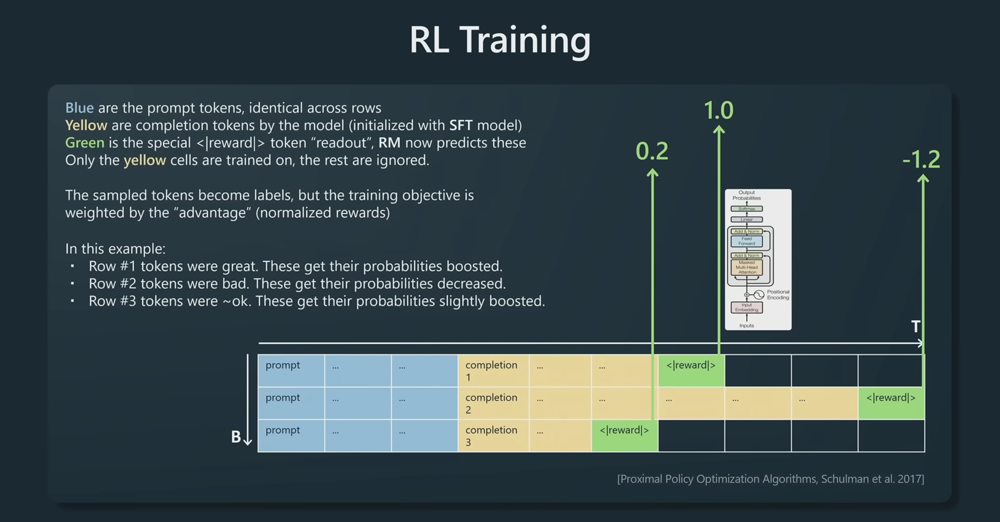 RL Training
Blue are the prompt tokens, identical across rows
Yellow are completion tokens by the model (initialized with SFT model)
Green is the special <|reward|> token “readout”, RM now predicts these
Only the yellow cells are trained on, the rest are ignored.
The sampled tokens become labels, but the training objective is
weighted by the “advantage” (normalized rewards)
In this example:
▪ Row #1 tokens were great. These get their probabilities boosted.
▪ Row #2 tokens were bad. These get their probabilities decreased.
▪ Row #3 tokens were ~ok. These get their probabilities slightly boosted.
0.2
1.0
-1.2
Output
Probabilities
Softmax
Linear
Add & Norm
Feed
Forward
Add & Norm
Masked
Multi-Head
Attention
Positional
Encoding
Input
Embedding
Inputs
T
B
prompt ... ... completion ... ... <|reward|>
1
prompt ... ... completion ... ... ... ... ... <|reward|>
2
prompt ... ... completion ... <|reward|>
3
[Proximal Policy Optimization Algorithms, Schulman et al. 2017]